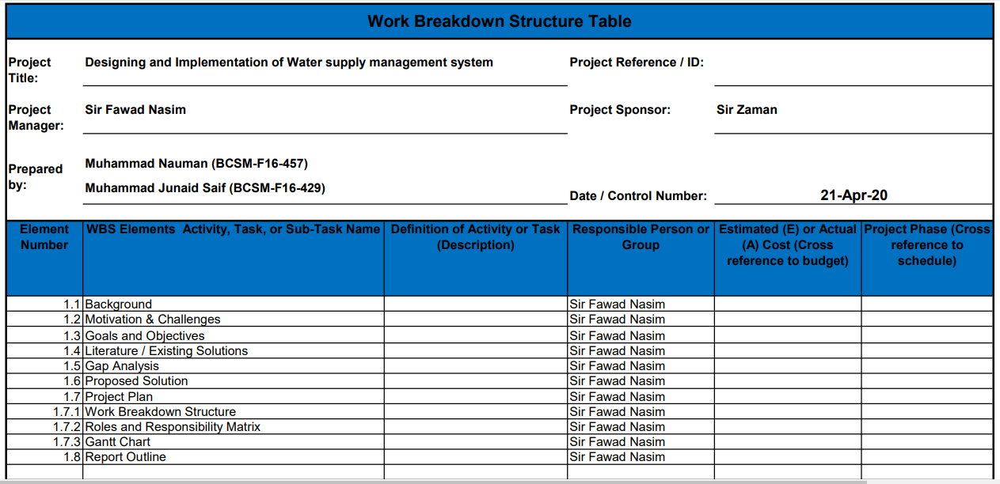 Work Breakdown Structure Table
Project Title: Designing and Implementation of Water supply management system Project Reference / ID:
Project Manager: Sir Fawad Nasim Project Sponsor: Sir Zaman
Prepared by: Muhammad Nauman (BCSM-F16-457)
Muhammad Junaid Saif (BCSM-F16-429) Date / Control Number: 21-Apr-20
Element Number WBS Elements Activity, Task, or Sub-Task Name Definition of Activity or Task (Description) Responsible Person or Group Estimated (E) or Actual (A) Cost (Cross reference to budget) Project Phase (Cross reference to schedule)
1.1 Background Sir Fawad Nasim
1.2 Motivation & Challenges Sir Fawad Nasim
1.3 Goals and Objectives Sir Fawad Nasim
1.4 Literature / Existing Solutions Sir Fawad Nasim
1.5 Gap Analysis Sir Fawad Nasim
1.6 Proposed Solution Sir Fawad Nasim
1.7 Project Plan Sir Fawad Nasim
1.7.1 Work Breakdown Structure Sir Fawad Nasim
1.7.2 Roles and Responsibility Matrix Sir Fawad Nasim
1.7.3 Gantt Chart Sir Fawad Nasim
1.8 Report Outline Sir Fawad Nasim